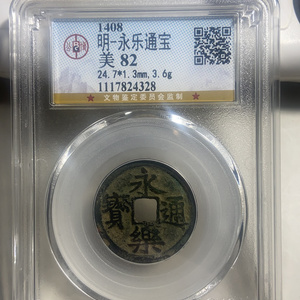 1408
明-永乐通宝
美 82
24.7*1.3mm, 3.6g
1117824328
文物鉴定委员会监制
永樂通寳